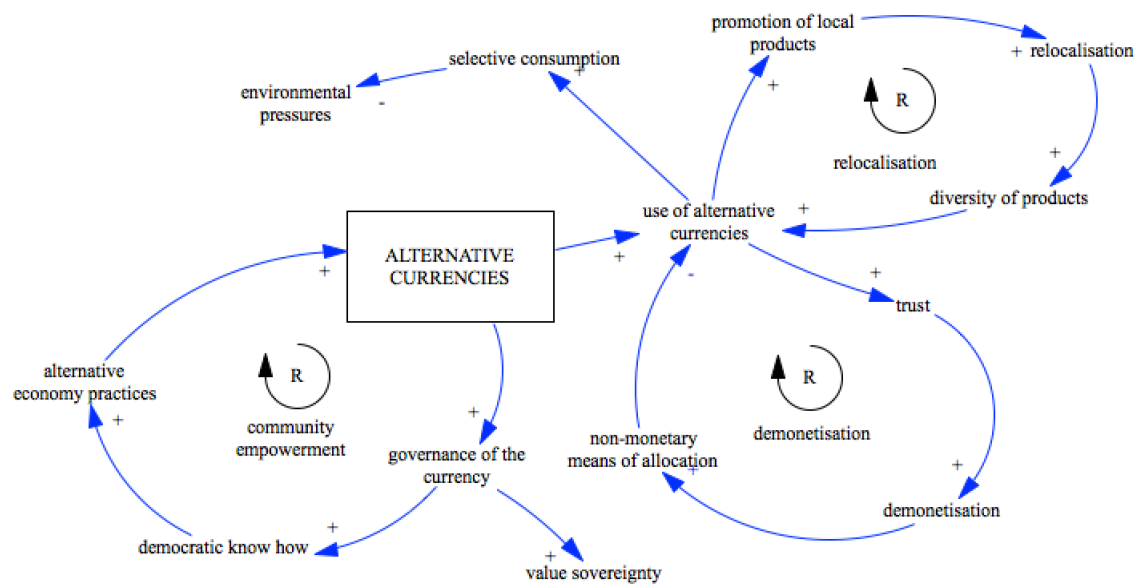 promotion of local
products
+ relocalisation
selective consumption
+
environmental
pressures
-
+
R
relocalisation
+
diversity of products
use of alternative
currencies
+
ALTERNATIVE
CURRENCIES
+
+
-
+
trust
alternative
economy practices
+
R
community
empowerment
+
governance of the
currency
R
demonetisation
non-monetary
means of allocation
+
+
demonetisation
+
democratic know how
+
value sovereignty